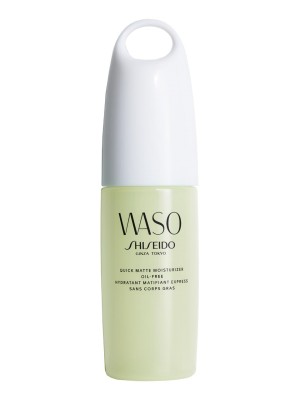 WASO
SHISEIDO
GINZA TOKYO
QUICK MATTE MOISTURIZER
OIL-FREE
HYDRATANT MATIFIANT EXPRESS
SANS CORPS GRAS